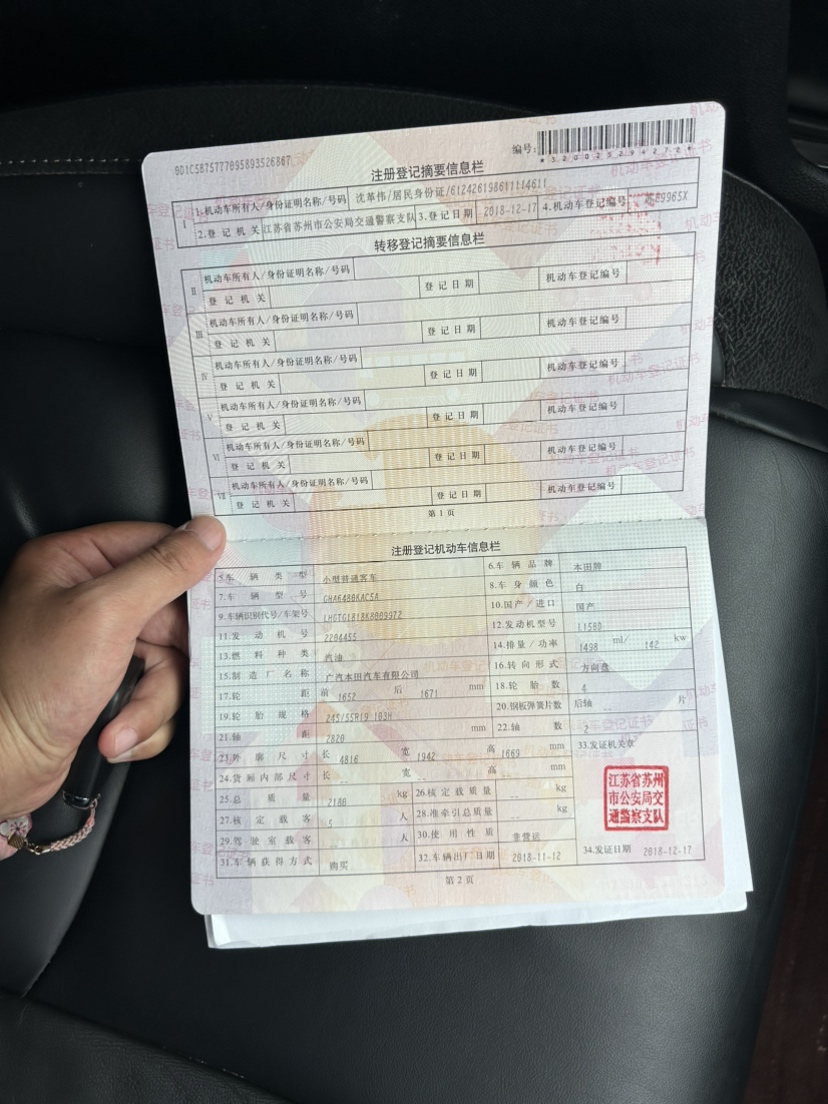 001C5875777095893526867
编号:
*320025294272*
注册登记摘要信息栏
Ⅰ 1.机动车所有人/身份证明名称/号码 沈革伟/居民身份证/612426198611114611
2.登记机关 江苏省苏州市公安局交通警察支队 3.登记日期 2018-12-17 4.机动车登记编号
转移登记摘要信息栏
Ⅱ 机动车所有人/身份证明名称/号码
登记机关 登记日期 机动车登记编号
Ⅲ 机动车所有人/身份证明名称/号码
登记机关 登记日期 机动车登记编号
Ⅳ 机动车所有人/身份证明名称/号码
登记机关 登记日期 机动车登记编号
Ⅴ 机动车所有人/身份证明名称/号码
登记机关 登记日期 机动车登记编号
Ⅵ 机动车所有人/身份证明名称/号码
登记机关 登记日期 机动车登记编号
Ⅶ 机动车所有人/身份证明名称/号码
登记机关 登记日期 机动车登记编号
第1页
注册登记机动车信息栏
5.车辆类型 小型普通客车 6.车辆品牌 本田牌
7.车辆型号 GHA6480KAC5A 8.车身颜色 白
9.车辆识别代号/车架号 LHGTG1818K8009972 10.国产/进口 国产
11.发动机号 2204455 12.发动机型号 L15BD
13.燃料种类 汽油 14.排量/功率 1498 ml/ 142 kw
15.制造厂名称 广汽本田汽车有限公司 16.转向形式 方向盘
17.轮距 前 1652 后 1671 mm 18.轮胎数 4
19.轮胎规格 245/55R19 103H 20.钢板弹簧片数 后轴 -- 片
21.轴距 2820 mm 22.轴数 2
23.外廓尺寸 长 4816 宽 1942 高 1669 mm 33.发证机关章
24.货厢内部尺寸 长 -- 宽 -- 高 -- mm
25.总质量 2180 kg 26.核定载质量 -- kg
27.核定载客 5 人 28.准牵引总质量 -- kg
29.驾驶室载客 -- 人 30.使用性质 非营运
31.车辆获得方式 购买 32.车辆出厂日期 2018-11-12 34.发证日期 2018-12-17
江苏省苏州
市公安局交
通警察支队
第2页